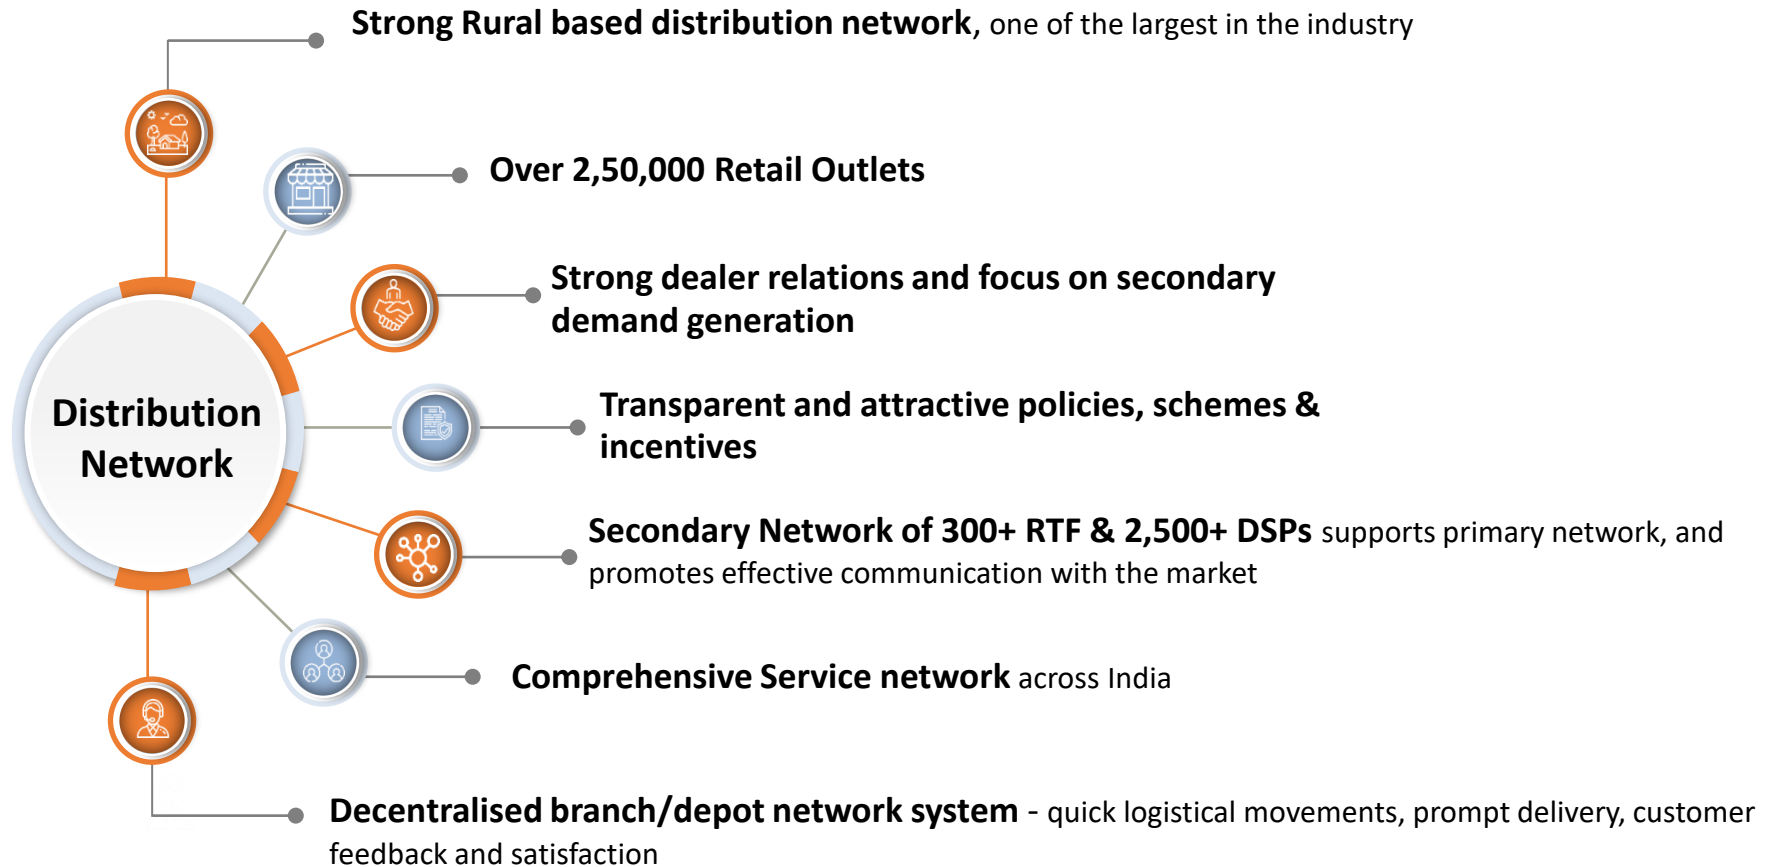 Strong Rural based distribution network, one of the largest in the industry
Over 2,50,000 Retail Outlets
Strong dealer relations and focus on secondary
demand generation
Distribution
Network
Transparent and attractive policies, schemes &
incentives
Secondary Network of 300+ RTF & 2,500+ DSPs supports primary network, and
promotes effective communication with the market
Comprehensive Service network across India
Decentralised branch/depot network system - quick logistical movements, prompt delivery, customer
feedback and satisfaction